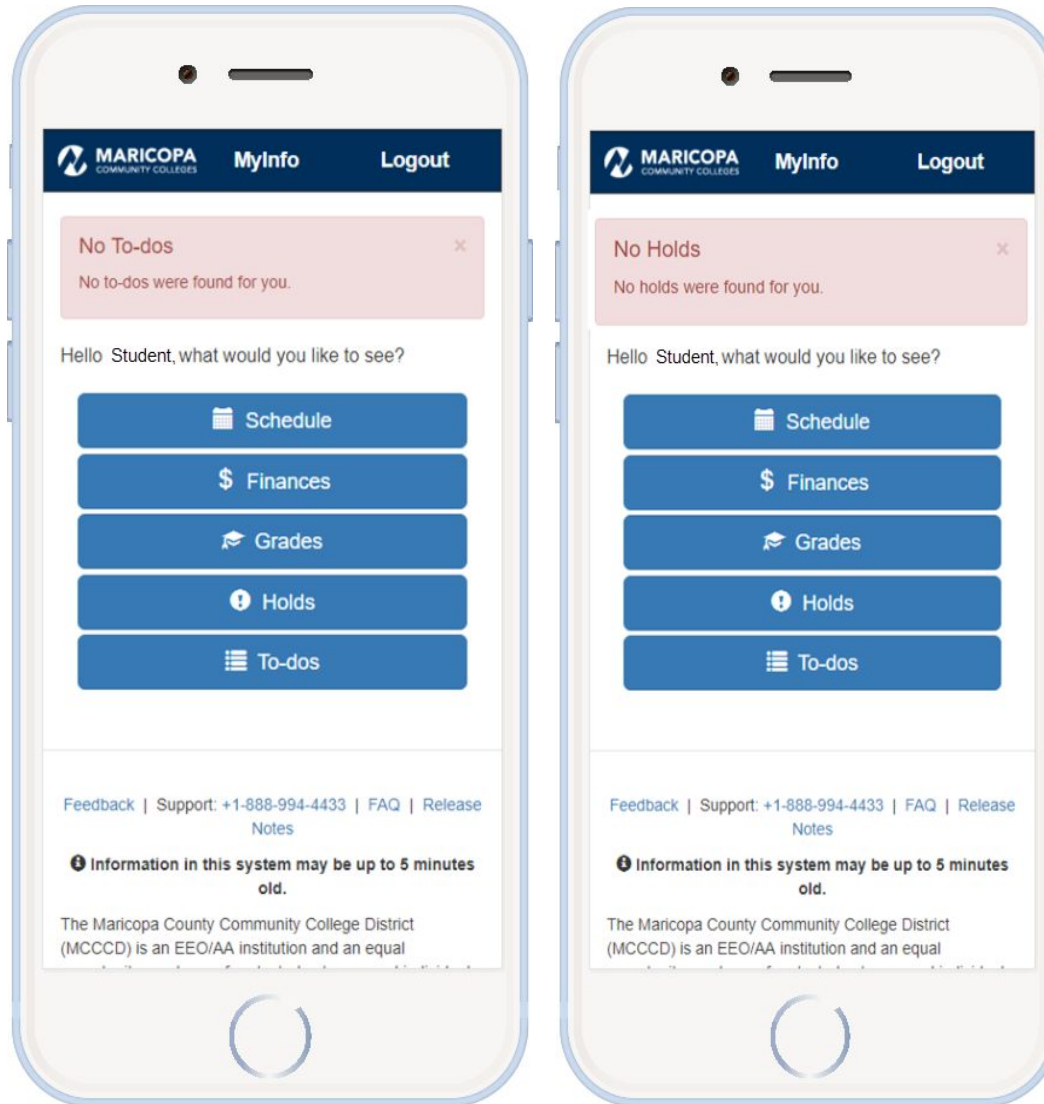 MARICOPA
COMMUNITY COLLEGES
MyInfo
Logout
No To-dos
×
No to-dos were found for you.
Hello Student, what would you like to see?
Schedule
$ Finances
Grades
Holds
To-dos
Feedback | Support: +1-888-994-4433 | FAQ | Release
Notes
Information in this system may be up to 5 minutes
old.
The Maricopa County Community College District
(MCCCD) is an EEO/AA institution and an equal
MARICOPA
COMMUNITY COLLEGES
MyInfo
Logout
No Holds
×
No holds were found for you.
Hello Student, what would you like to see?
Schedule
$ Finances
Grades
Holds
To-dos
Feedback | Support: +1-888-994-4433 | FAQ | Release
Notes
Information in this system may be up to 5 minutes
old.
The Maricopa County Community College District
(MCCCD) is an EEO/AA institution and an equal